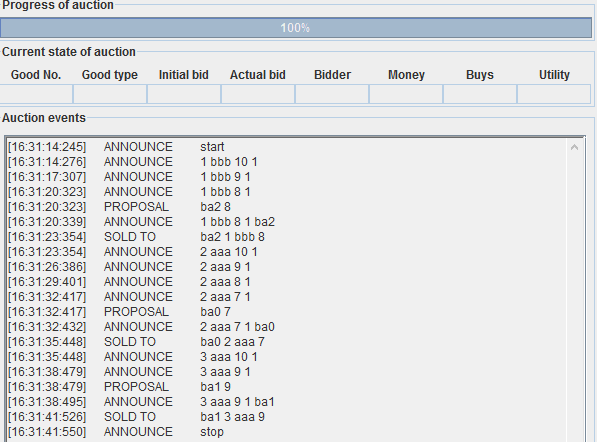 Progress of auction
100%
Current state of auction
Good No. Good type Initial bid Actual bid Bidder Money Buys Utility
Auction events
[16:31:14:245] ANNOUNCE start
[16:31:14:276] ANNOUNCE 1 bbb 10 1
[16:31:17:307] ANNOUNCE 1 bbb 9 1
[16:31:20:323] ANNOUNCE 1 bbb 8 1
[16:31:20:323] PROPOSAL ba2 8
[16:31:20:339] ANNOUNCE 1 bbb 8 1 ba2
[16:31:23:354] SOLD TO ba2 1 bbb 8
[16:31:23:354] ANNOUNCE 2 aaa 10 1
[16:31:26:386] ANNOUNCE 2 aaa 9 1
[16:31:29:401] ANNOUNCE 2 aaa 8 1
[16:31:32:417] ANNOUNCE 2 aaa 7 1
[16:31:32:417] PROPOSAL ba0 7
[16:31:32:432] ANNOUNCE 2 aaa 7 1 ba0
[16:31:35:448] SOLD TO ba0 2 aaa 7
[16:31:35:448] ANNOUNCE 3 aaa 10 1
[16:31:38:479] ANNOUNCE 3 aaa 9 1
[16:31:38:479] PROPOSAL ba1 9
[16:31:38:495] ANNOUNCE 3 aaa 9 1 ba1
[16:31:41:526] SOLD TO ba1 3 aaa 9
[16:31:41:550] ANNOUNCE stop